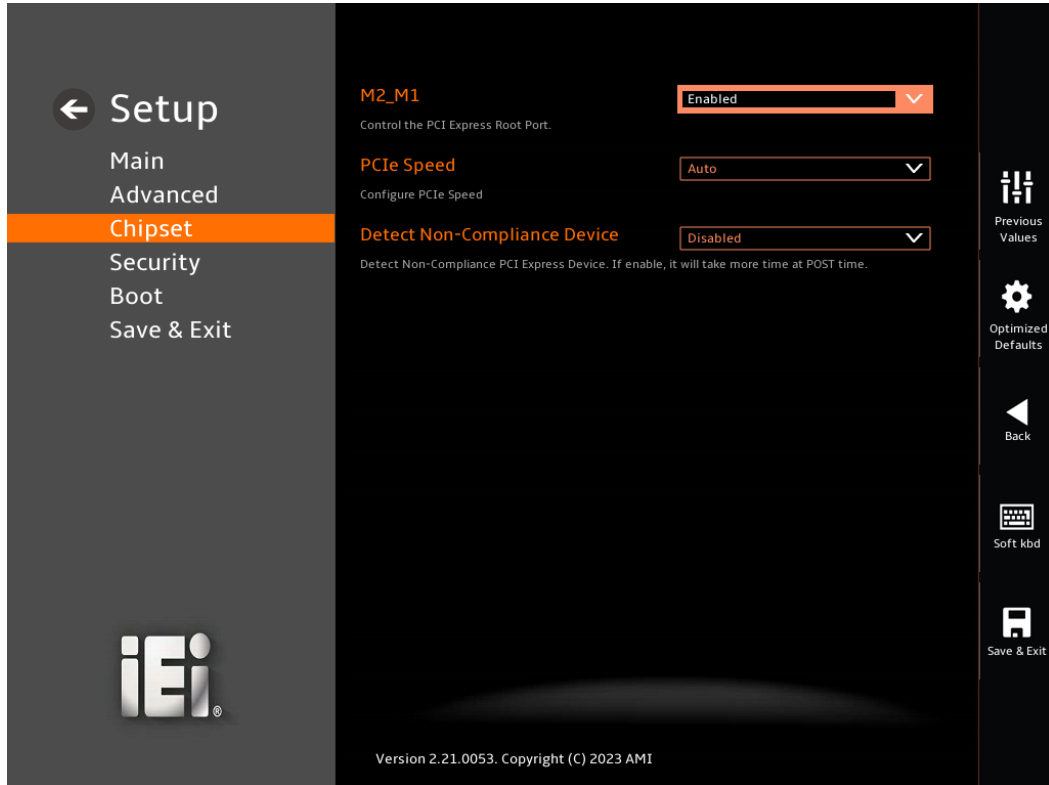 Setup
Main
Advanced
Chipset
Security
Boot
Save & Exit
M2_M1
Enabled
Control the PCI Express Root Port.
PCIe Speed
Auto
Configure PCIe Speed
Detect Non-Compliance Device
Disabled
Detect Non-Compliance PCI Express Device. If enable, it will take more time at POST time.
Previous
Values
Optimized
Defaults
Back
Soft kbd
Save & Exit
iEi®
Version 2.21.0053. Copyright (C) 2023 AMI